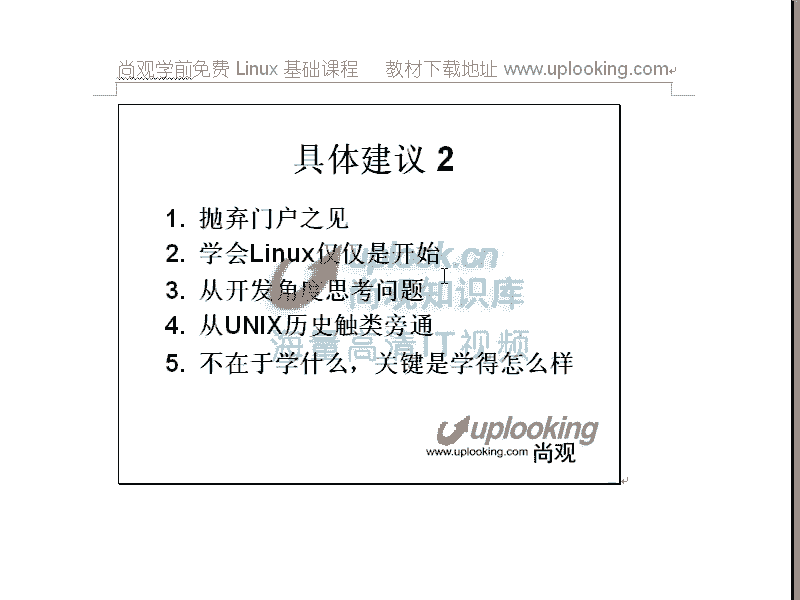 尚观学前免费 Linux 基础课程 教材下载地址 www.uplooking.com
具体建议 2
1. 抛弃门户之见
2. 学会Linux仅仅是开始
3. 从开发角度思考问题
4. 从UNIX历史触类旁通
5. 不在于学什么，关键是学得怎么样
uplook.cn
尚观知识库
海量高清IT视频
uplooking
www.uplooking.com 尚观